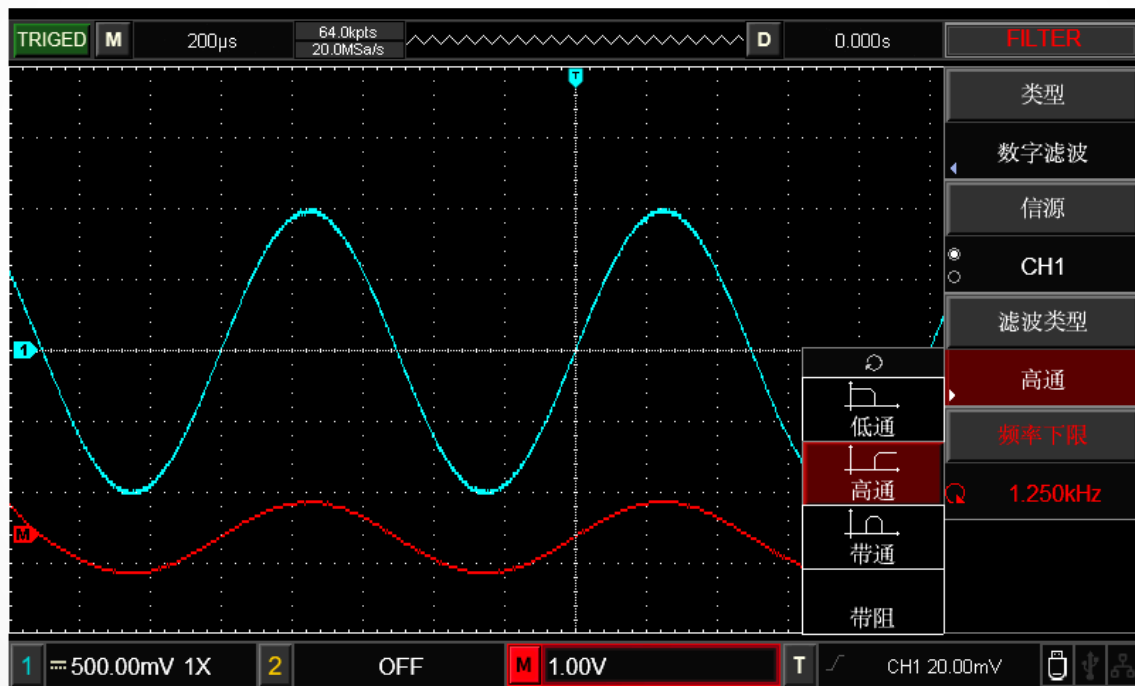 TRIGED M 200μs 64.0kpts D 0.000s FILTER
20.0MSa/s
T
类型
数字滤波
信源
CH1
滤波类型
高通
频率下限
1.250kHz
1
M
低通
高通
带通
带阻
1 500.00mV 1X 2 OFF M 1.00V T CH1 20.00mV